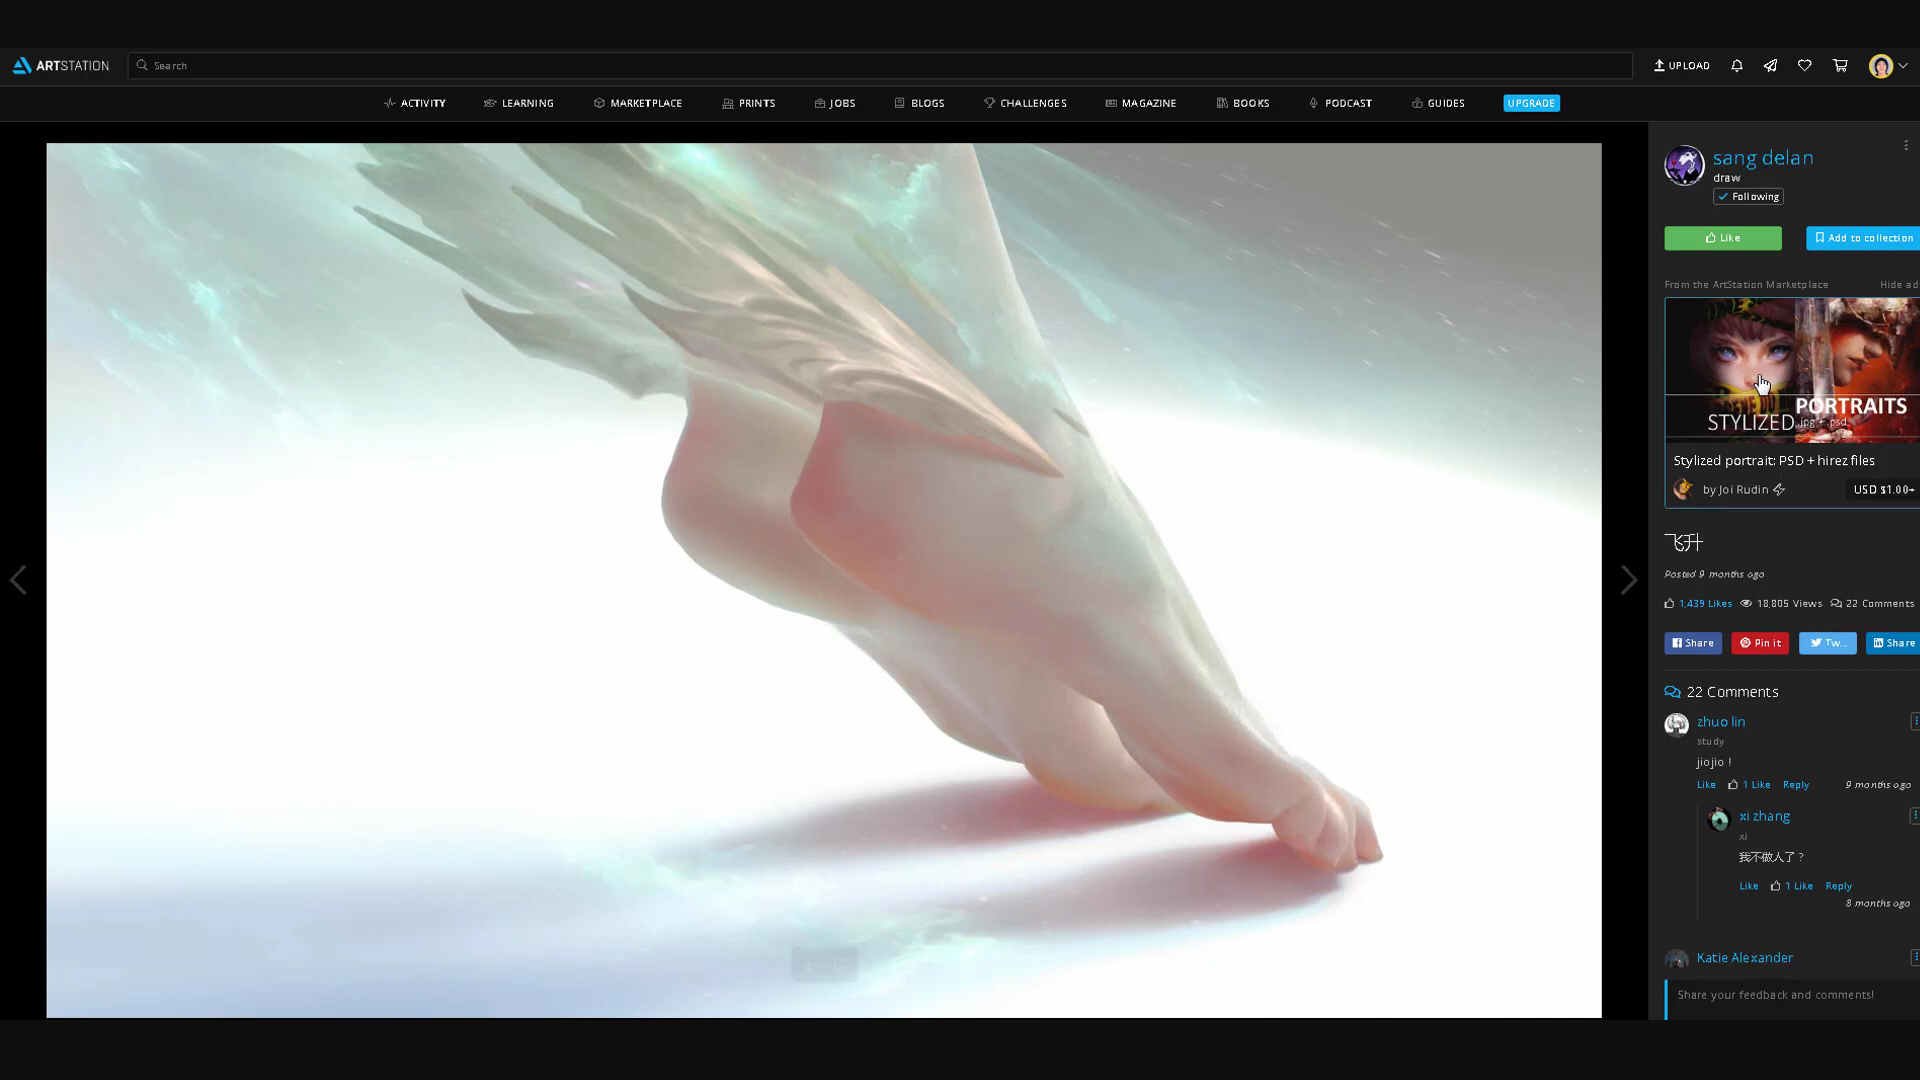 ARTSTATION
Search
UPLOAD
ACTIVITY
LEARNING
MARKETPLACE
PRINTS
JOBS
BLOGS
CHALLENGES
MAGAZINE
BOOKS
PODCAST
GUIDES
UPGRADE
sang delan
draw
Following
Like
Add to collection
From the ArtStation Marketplace
Hide ad
PORTRAITS
STYLIZED .jpg + .psd
Stylized portrait: PSD + hirez files
by Joi Rudin
USD $1.00+
飞升
Posted 9 months ago
1,439 Likes 18,805 Views 22 Comments
Share
Pin it
Tw...
Share
22 Comments
zhuo lin
study
jiojio !
Like 1 Like Reply 9 months ago
xi zhang
xi
我不做人了？
Like 1 Like Reply
8 months ago
Katie Alexander
Share your feedback and comments!